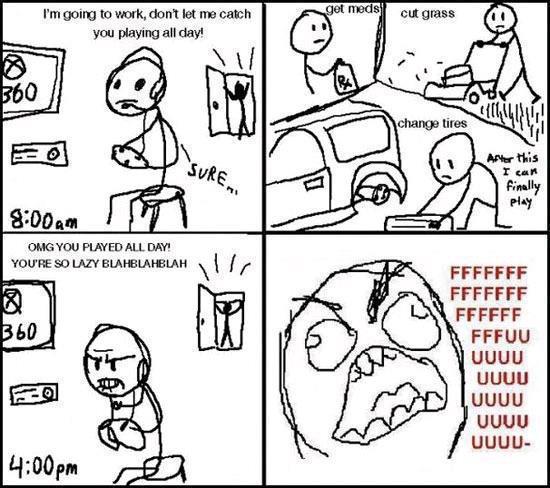 I'm going to work, don't let me catch
you playing all day!
360
SURE...
8:00am
get meds
cut grass
Rx
change tires
After this
I can
finally
play
OMG YOU PLAYED ALL DAY!
YOU'RE SO LAZY BLAHBLAHBLAH
360
4:00pm
FFFFFFF
FFFFFFF
FFFFFF
FFFUU
UUUU
UUUU
UUUU
UUUU
UUUU-